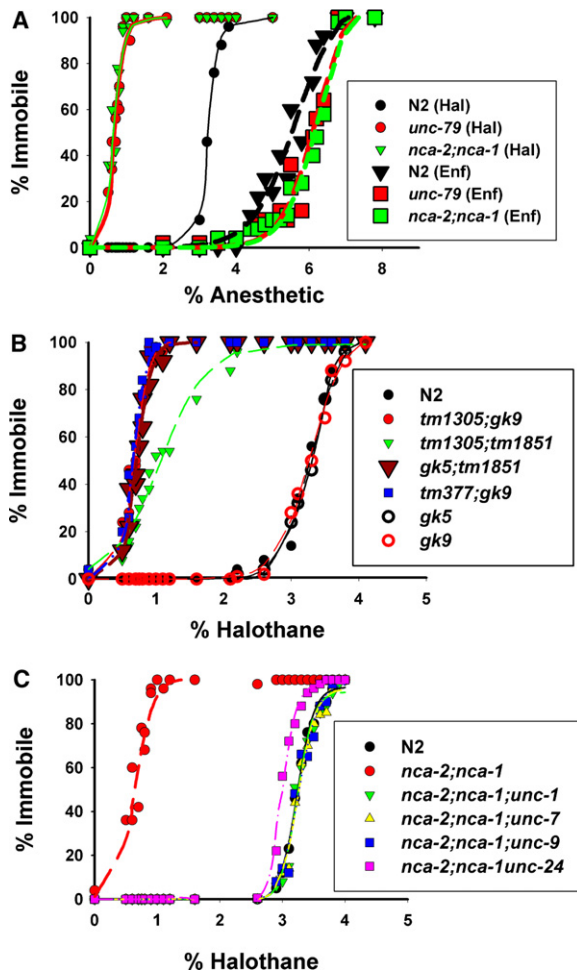 A
% Immobile
100
80
60
40
20
0
0 2 4 6 8
% Anesthetic
N2 (Hal)
unc-79 (Hal)
nca-2;nca-1 (Hal)
N2 (Enf)
unc-79 (Enf)
nca-2;nca-1 (Enf)
B
% Immobile
100
80
60
40
20
0
0 1 2 3 4 5
% Halothane
N2
tm1305;gk9
tm1305;tm1851
gk5;tm1851
tm377;gk9
gk5
gk9
C
% Immobile
100
80
60
40
20
0
0 1 2 3 4 5
% Halothane
N2
nca-2;nca-1
nca-2;nca-1;unc-1
nca-2;nca-1;unc-7
nca-2;nca-1;unc-9
nca-2;nca-1unc-24